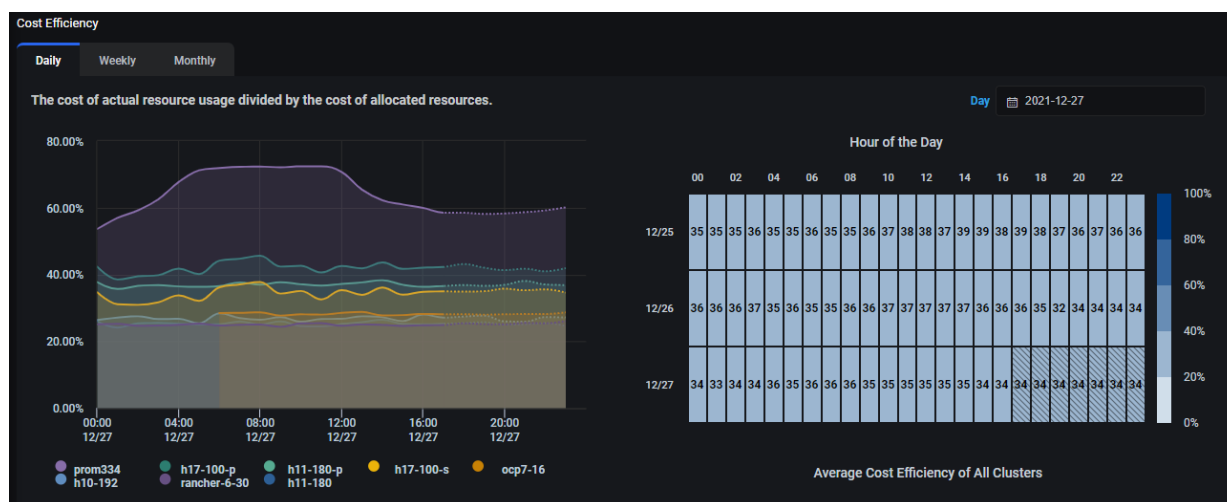 Cost Efficiency
Daily Weekly Monthly
The cost of actual resource usage divided by the cost of allocated resources.
Day 2021-12-27
80.00%
60.00%
40.00%
20.00%
0.00%
00:00 04:00 08:00 12:00 16:00 20:00
12/27 12/27 12/27 12/27 12/27 12/27
prom334 h17-100-p h11-180-p h17-100-s ocp7-16
h10-192 rancher-6-30 h11-180
Hour of the Day
00 02 04 06 08 10 12 14 16 18 20 22
12/25 35 35 35 36 35 36 35 35 36 37 38 38 37 39 39 38 39 38 37 36 37 36 36
12/26 36 36 36 37 35 36 35 36 36 37 37 37 37 37 36 36 36 35 32 34 34 34 34
12/27 34 33 34 34 36 35 36 36 36 35 35 35 35 35 34 34 34 34 34 34 34 34 34
100%
80%
60%
40%
20%
0%
Average Cost Efficiency of All Clusters